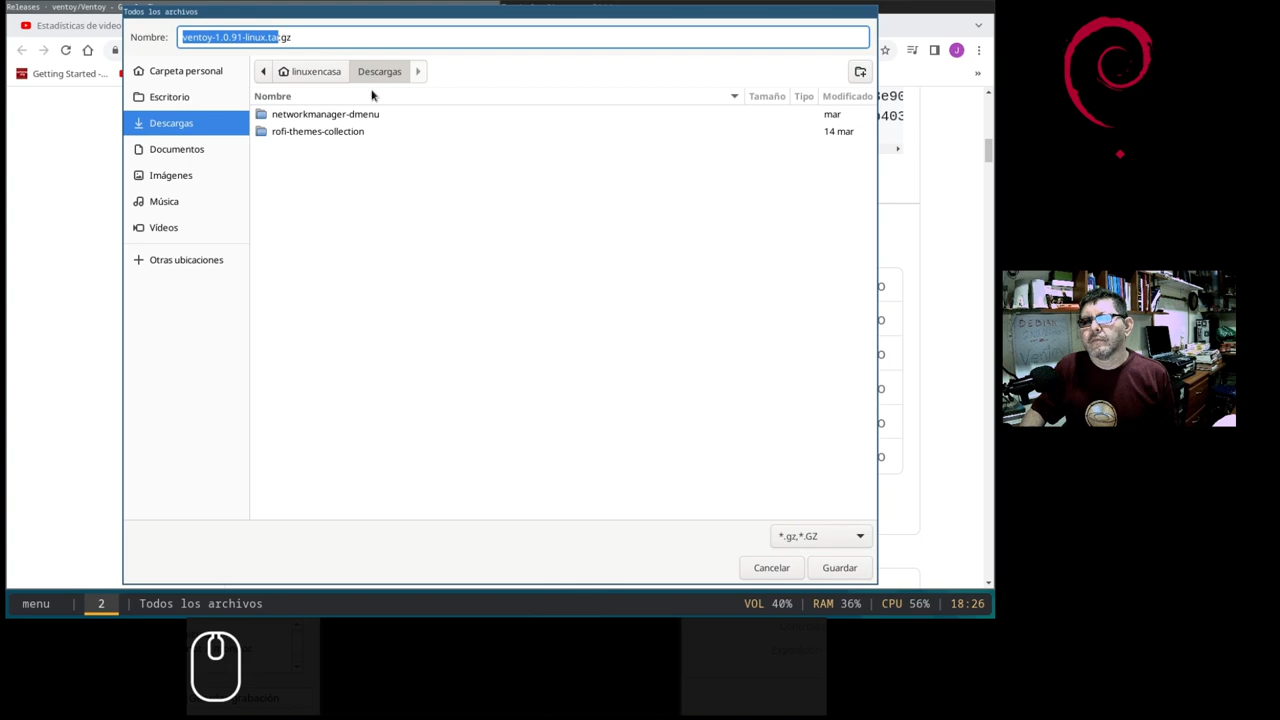 Releases · ventoy/Ventoy - G
Todos los archivos
Estadísticas de video
Nombre: ventoy-1.0.91-linux.tar.gz
Getting Started -...
»
J
Carpeta personal
Escritorio
Descargas
Documentos
Imágenes
Música
Vídeos
Otras ubicaciones
linuxencasa
Descargas
Nombre Tamaño Tipo Modificado
networkmanager-dmenu mar
rofi-themes-collection 14 mar
*.gz,*.GZ
Cancelar Guardar
menu | 2 | Todos los archivos VOL 40% | RAM 36% | CPU 56% | 18:26
DEBIAN